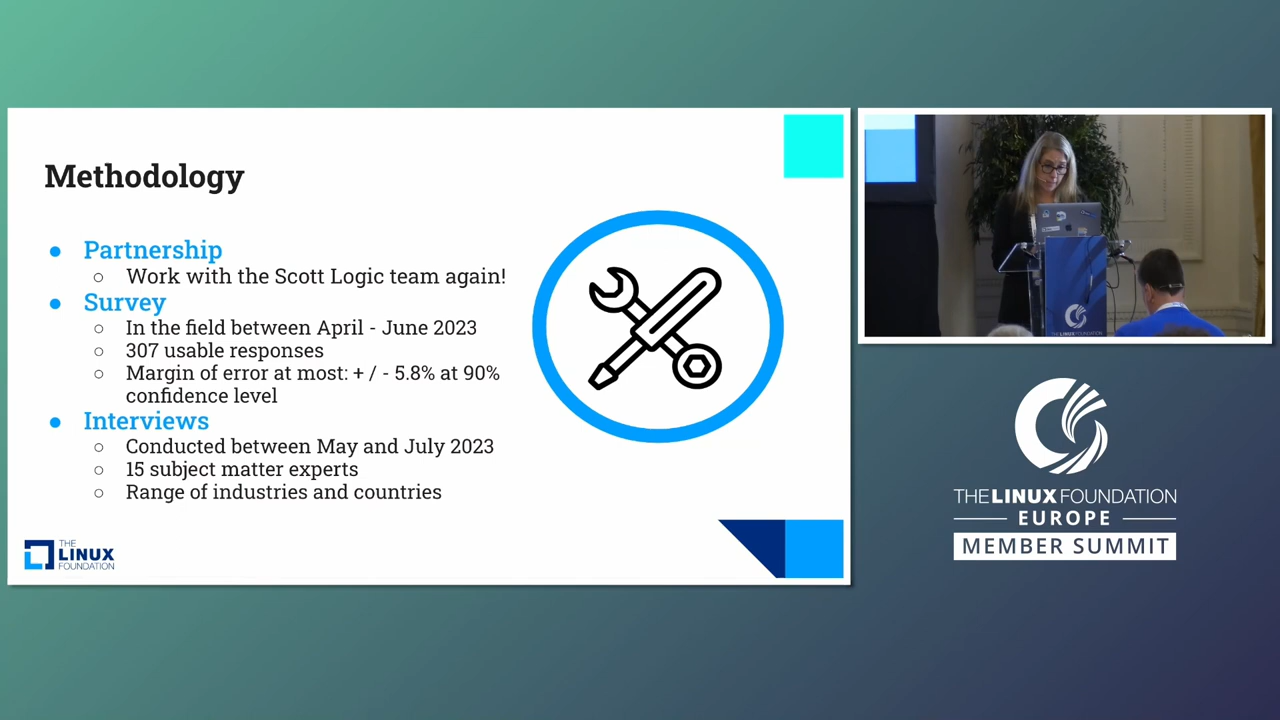 Methodology
● Partnership
○ Work with the Scott Logic team again!
● Survey
○ In the field between April - June 2023
○ 307 usable responses
○ Margin of error at most: + / - 5.8% at 90%
confidence level
● Interviews
○ Conducted between May and July 2023
○ 15 subject matter experts
○ Range of industries and countries
THE
LINUX
FOUNDATION
THE LINUX FOUNDATION
EUROPE
MEMBER SUMMIT